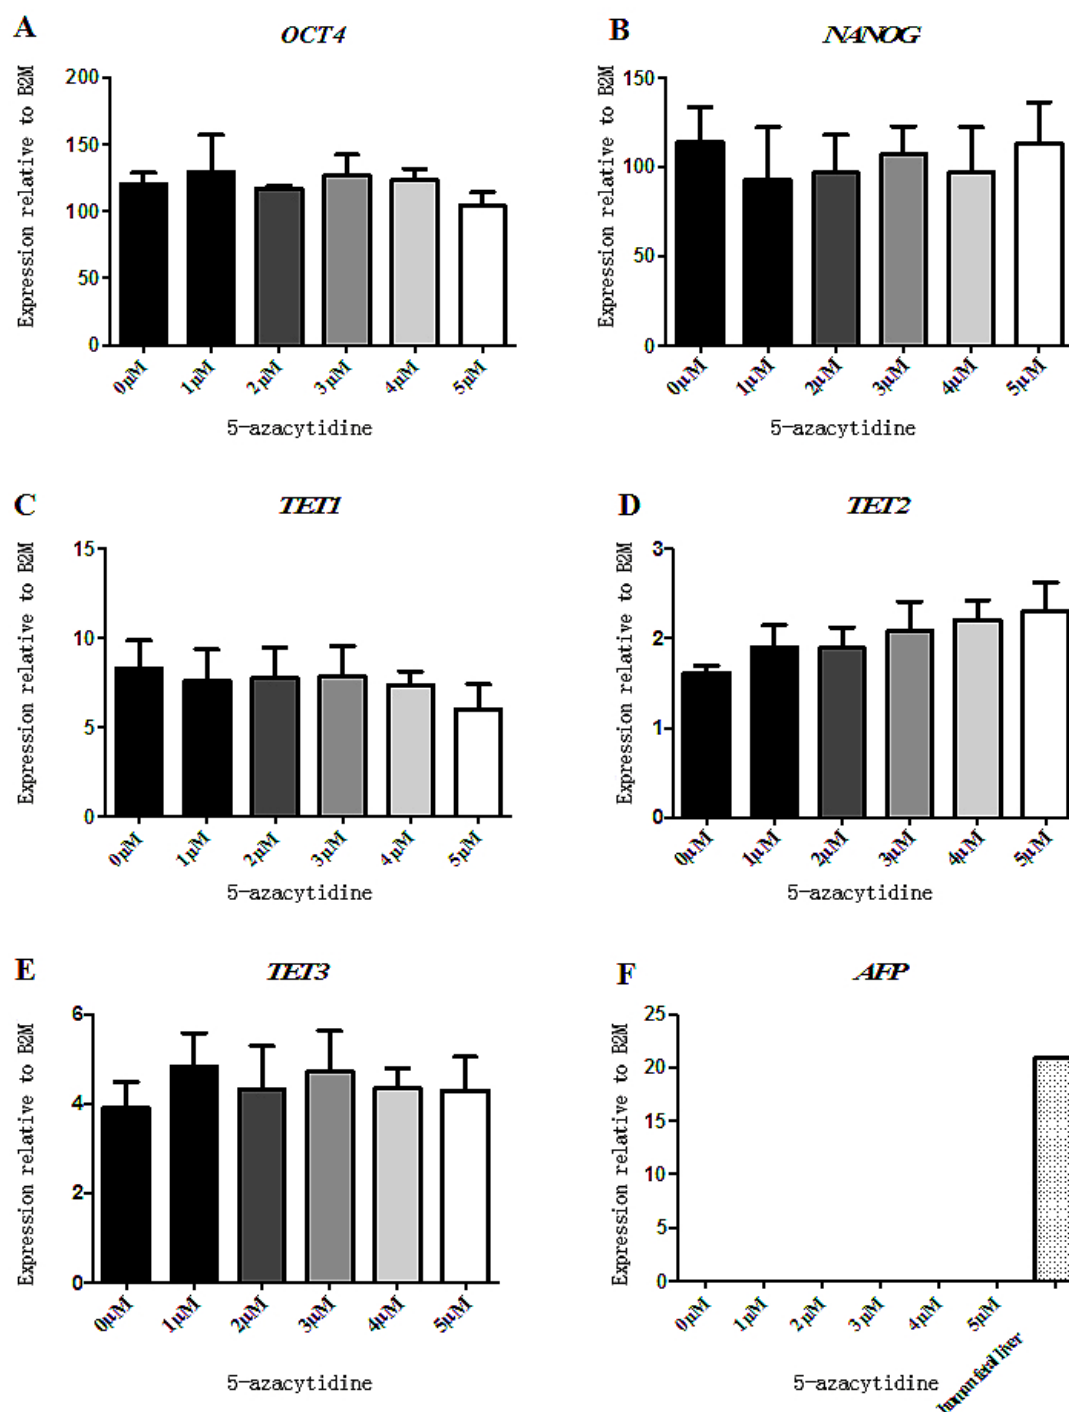 A
OCT4
Expression relative to B2M
200
150
100
50
0
0μM 1μM 2μM 3μM 4μM 5μM
5-azacytidine
B
NANOG
Expression relative to B2M
150
100
50
0
0μM 1μM 2μM 3μM 4μM 5μM
5-azacytidine
C
TET1
Expression relative to B2M
15
10
5
0
0μM 1μM 2μM 3μM 4μM 5μM
5-azacytidine
D
TET2
Expression relative to B2M
3
2
1
0
0μM 1μM 2μM 3μM 4μM 5μM
5-azacytidine
E
TET3
Expression relative to B2M
6
4
2
0
0μM 1μM 2μM 3μM 4μM 5μM
5-azacytidine
F
AFP
Expression relative to B2M
25
20
15
10
5
0
0μM 1μM 2μM 3μM 4μM 5μM human fetal liver
5-azacytidine